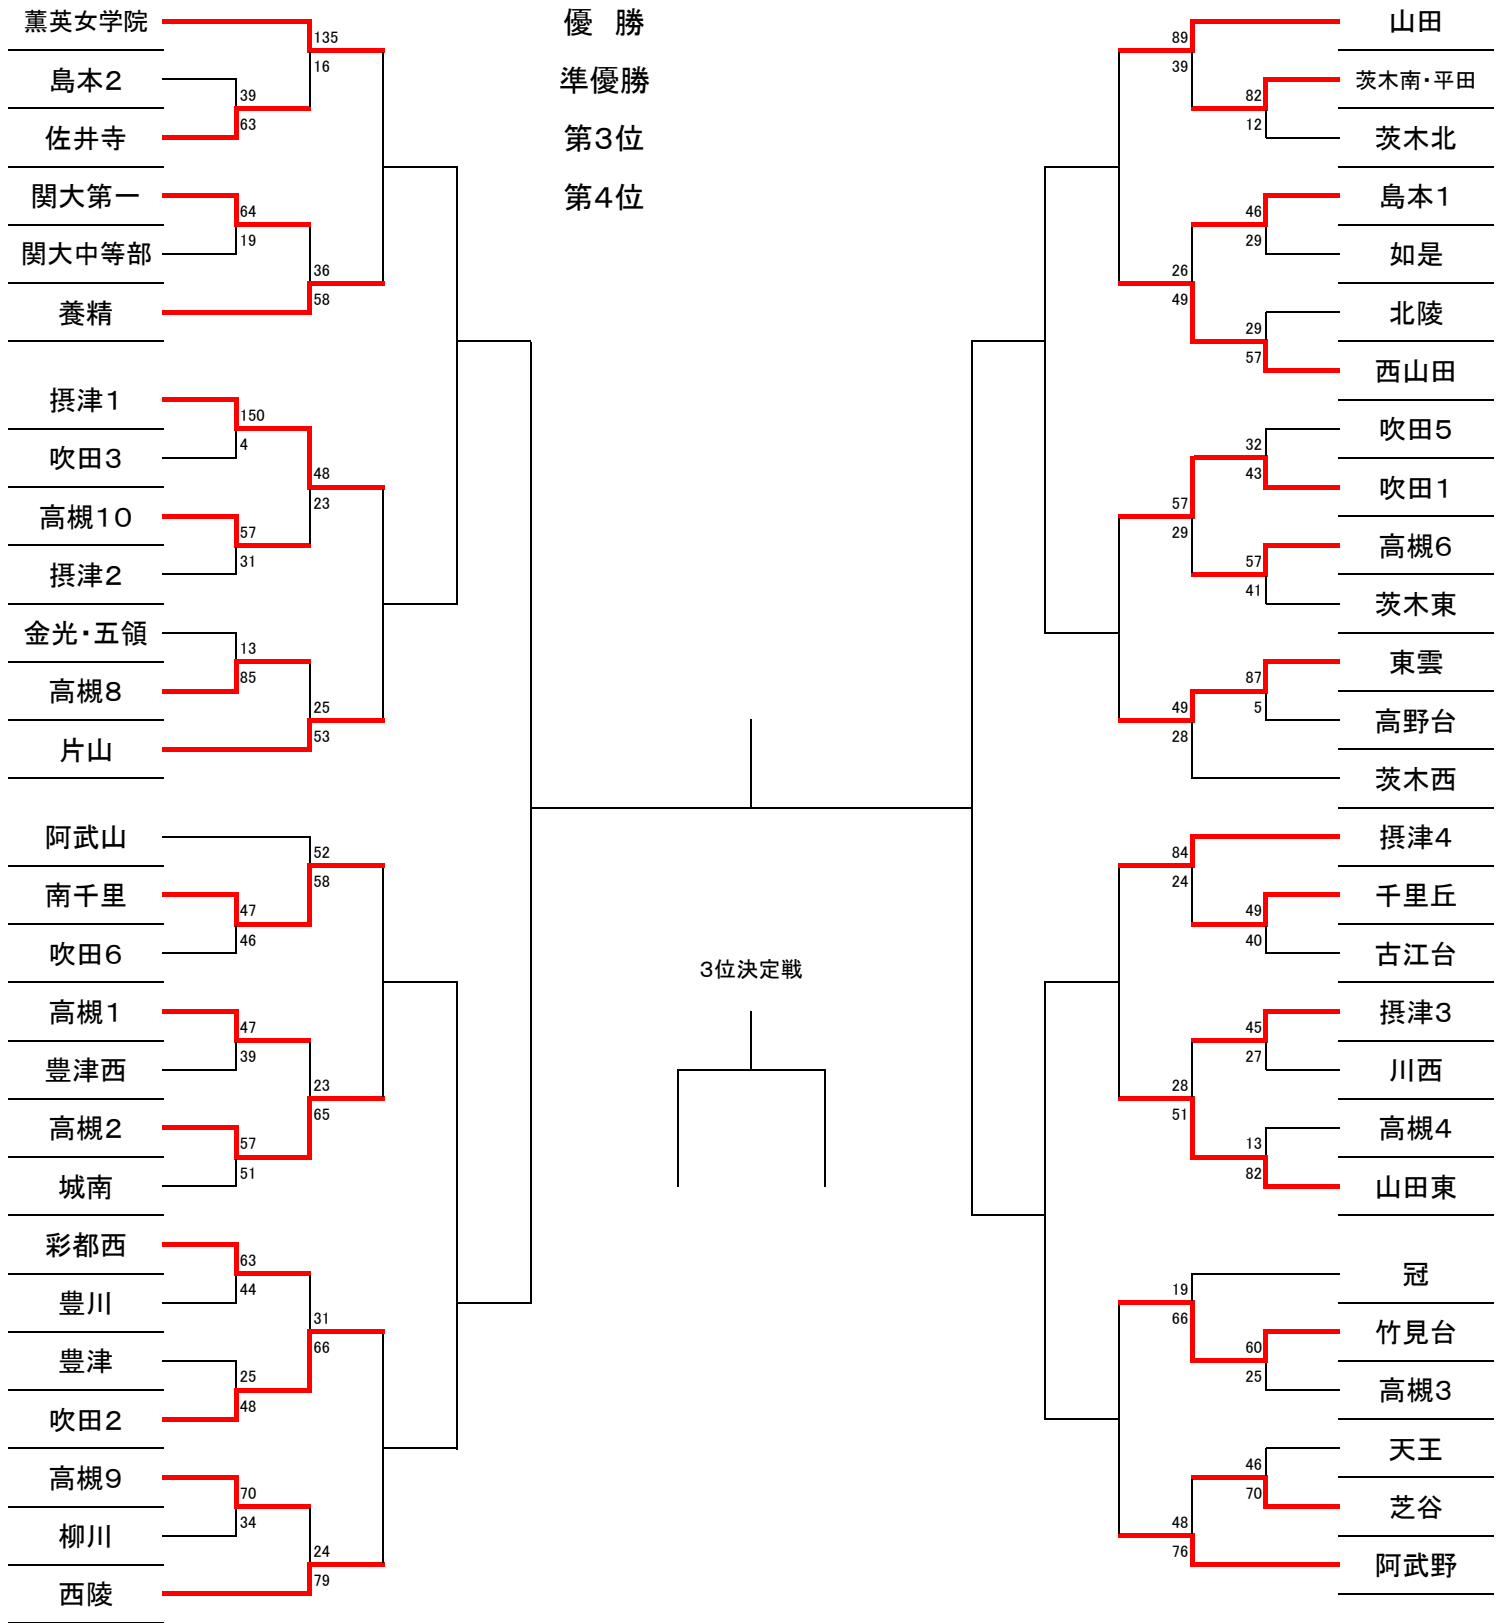 薫英女学院
135
16
島本2
39
63
佐井寺
関大第一
64
19
関大中等部
36
58
養精
摂津1
150
4
吹田3
48
23
高槻10
57
31
摂津2
金光・五領
13
85
高槻8
25
53
片山
阿武山
52
58
南千里
47
46
吹田6
高槻1
47
39
豊津西
23
65
高槻2
57
51
城南
彩都西
63
44
豊川
31
66
豊津
25
48
吹田2
高槻9
70
34
柳川
24
79
西陵
優 勝
準優勝
第3位
第4位
3位決定戦
山田
89
39
茨木南・平田
82
12
茨木北
島本1
46
29
如是
26
49
北陵
29
57
西山田
吹田5
32
43
吹田1
57
29
高槻6
57
41
茨木東
東雲
87
5
高野台
49
28
茨木西
摂津4
84
24
千里丘
49
40
古江台
摂津3
45
27
川西
28
51
高槻4
13
82
山田東
冠
19
66
竹見台
60
25
高槻3
天王
46
70
芝谷
48
76
阿武野